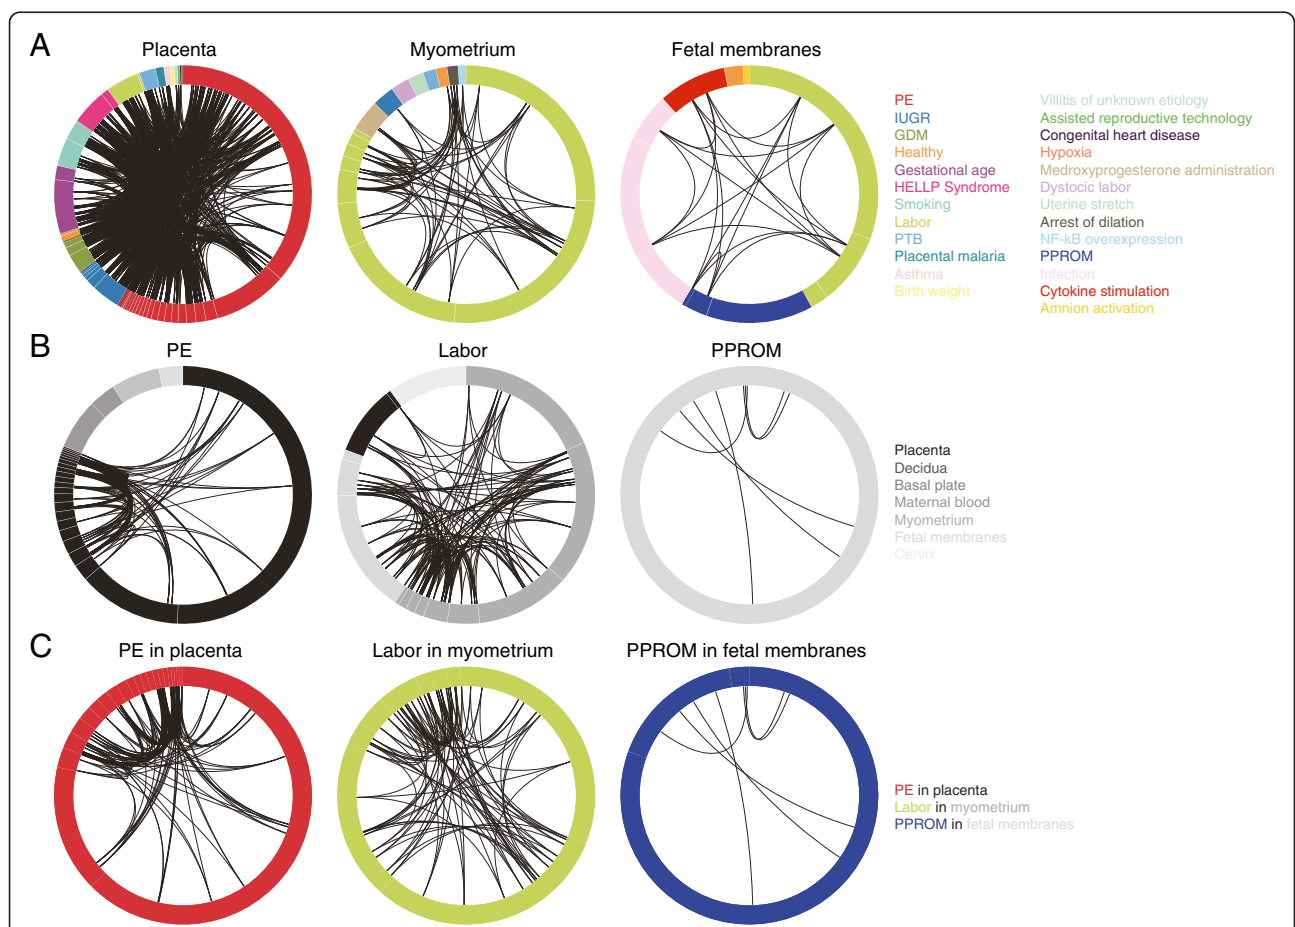 A
Placenta
Myometrium
Fetal membranes
PE
IUGR
GDM
Healthy
Gestational age
HELLP Syndrome
Smoking
Labor
PTB
Placental malaria
Asthma
Birth weight
Villitis of unknown etiology
Assisted reproductive technology
Congenital heart disease
Hypoxia
Medroxyprogesterone administration
Dystocic labor
Uterine stretch
Arrest of dilation
NF-kB overexpression
PPROM
Infection
Cytokine stimulation
Amnion activation
B
PE
Labor
PPROM
Placenta
Decidua
Basal plate
Maternal blood
Myometrium
Fetal membranes
Cervix
C
PE in placenta
Labor in myometrium
PPROM in fetal membranes
PE in placenta
Labor in myometrium
PPROM in fetal membranes